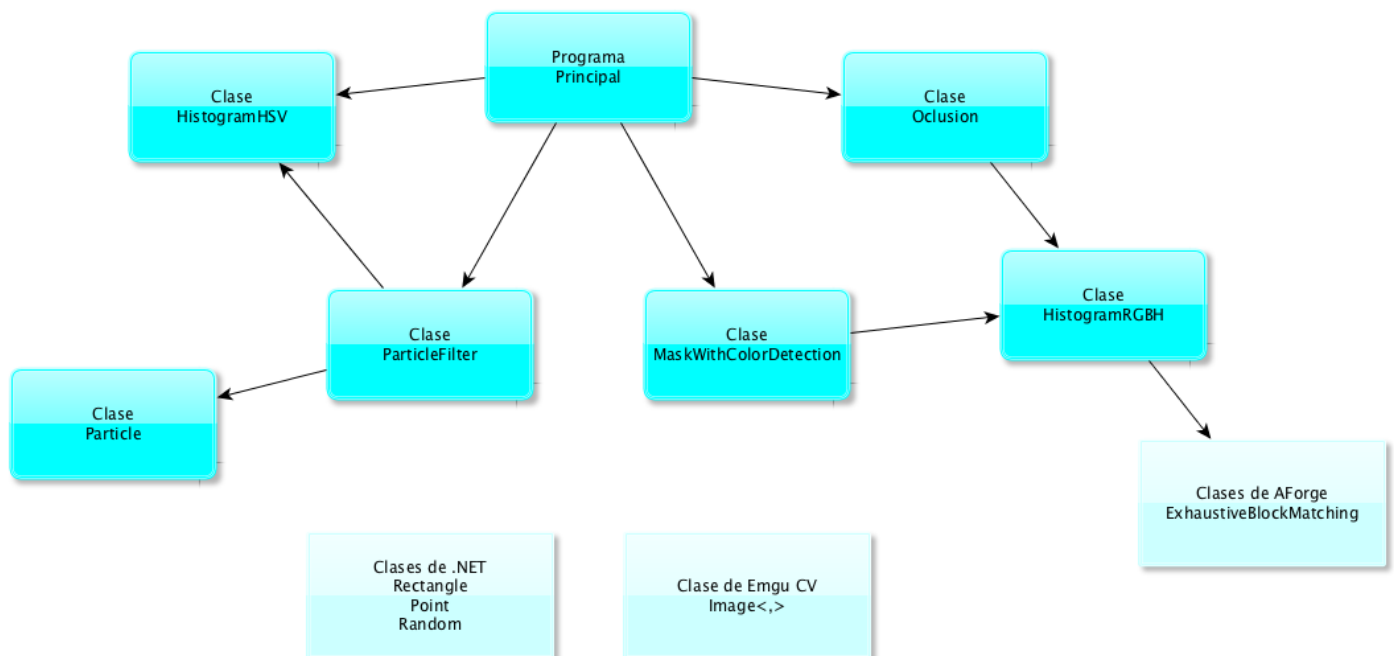 Programa
Principal
Clase
HistogramHSV
Clase
Oclusion
Clase
HistogramRGBH
Clase
ParticleFilter
Clase
MaskWithColorDetection
Clase
Particle
Clases de AForge
ExhaustiveBlockMatching
Clases de .NET
Rectangle
Point
Random
Clase de Emgu CV
Image<,>